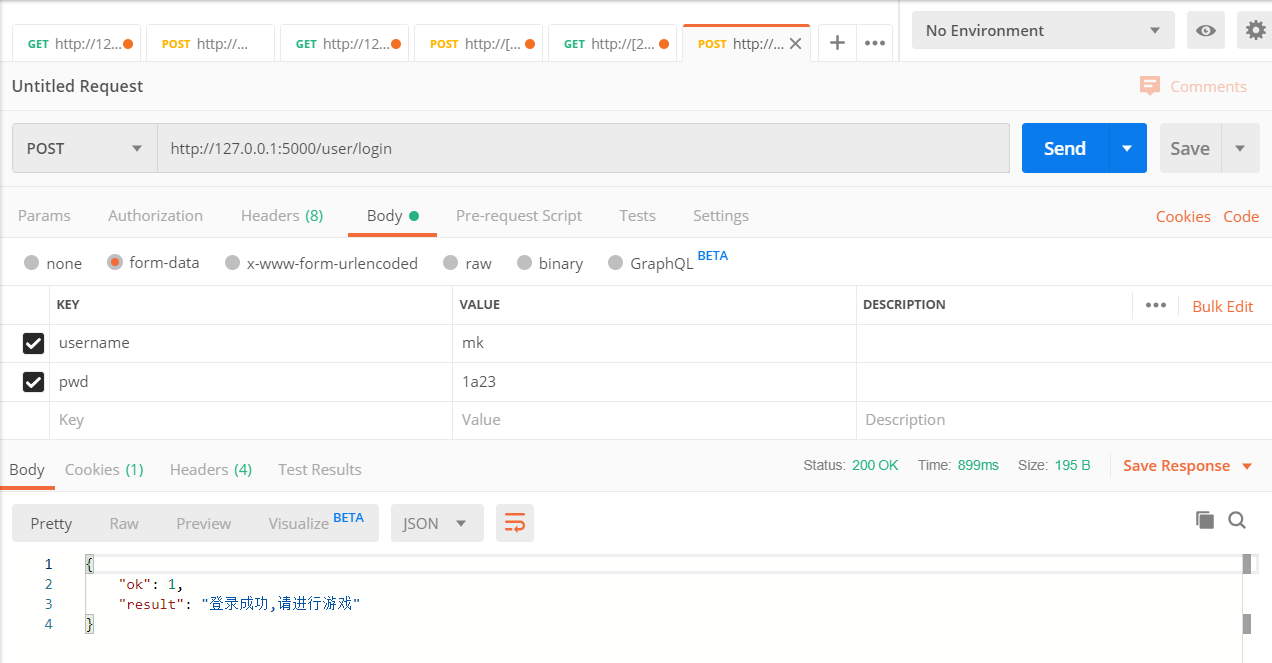 GET http://12... POST http://... GET http://12... POST http://[... GET http://[2... POST http://... No Environment
Untitled Request Comments
POST http://127.0.0.1:5000/user/login Send Save
Params Authorization Headers (8) Body Pre-request Script Tests Settings Cookies Code
none form-data x-www-form-urlencoded raw binary GraphQL BETA
KEY VALUE DESCRIPTION Bulk Edit
username mk
pwd 1a23
Key Value Description
Body Cookies (1) Headers (4) Test Results Status: 200 OK Time: 899ms Size: 195 B Save Response
Pretty Raw Preview Visualize BETA JSON
1 {
2 "ok": 1,
3 "result": "登录成功,请进行游戏"
4 }